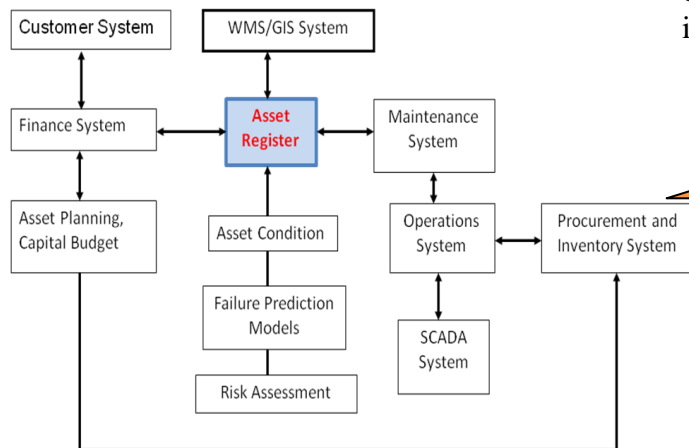 Customer System
WMS/GIS System
Finance System
Asset
Register
Maintenance
System
Asset Planning,
Capital Budget
Asset Condition
Operations
System
Procurement and
Inventory System
Failure Prediction
Models
SCADA
System
Risk Assessment